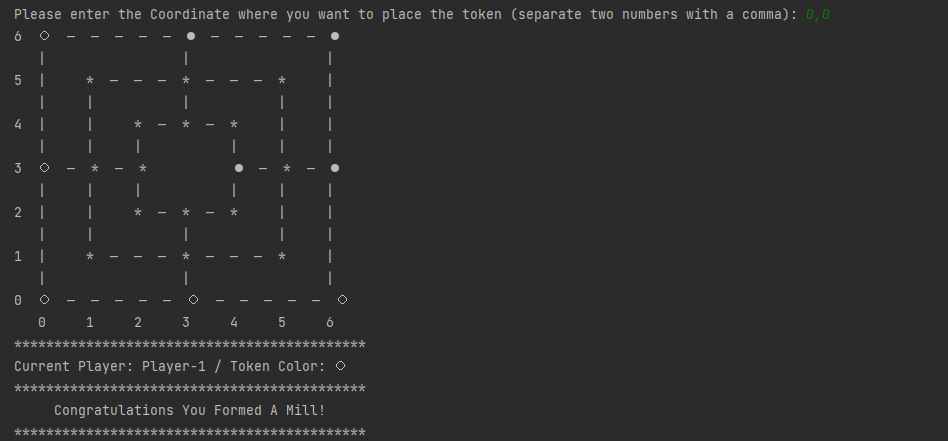 Please enter the Coordinate where you want to place the token (separate two numbers with a comma): 0,0
6 ○ – – – – – ● – – – – – ●
| | |
5 | * – – – * – – – * |
| | | | |
4 | | * – * – * | |
| | | | | |
3 ○ – * – * ● – * – ●
| | | | | |
2 | | * – * – * | |
| | | | |
1 | * – – – * – – – * |
| | |
0 ○ – – – – – ○ – – – – – ○
0 1 2 3 4 5 6
********************************************
Current Player: Player-1 / Token Color: ○
********************************************
Congratulations You Formed A Mill!
********************************************